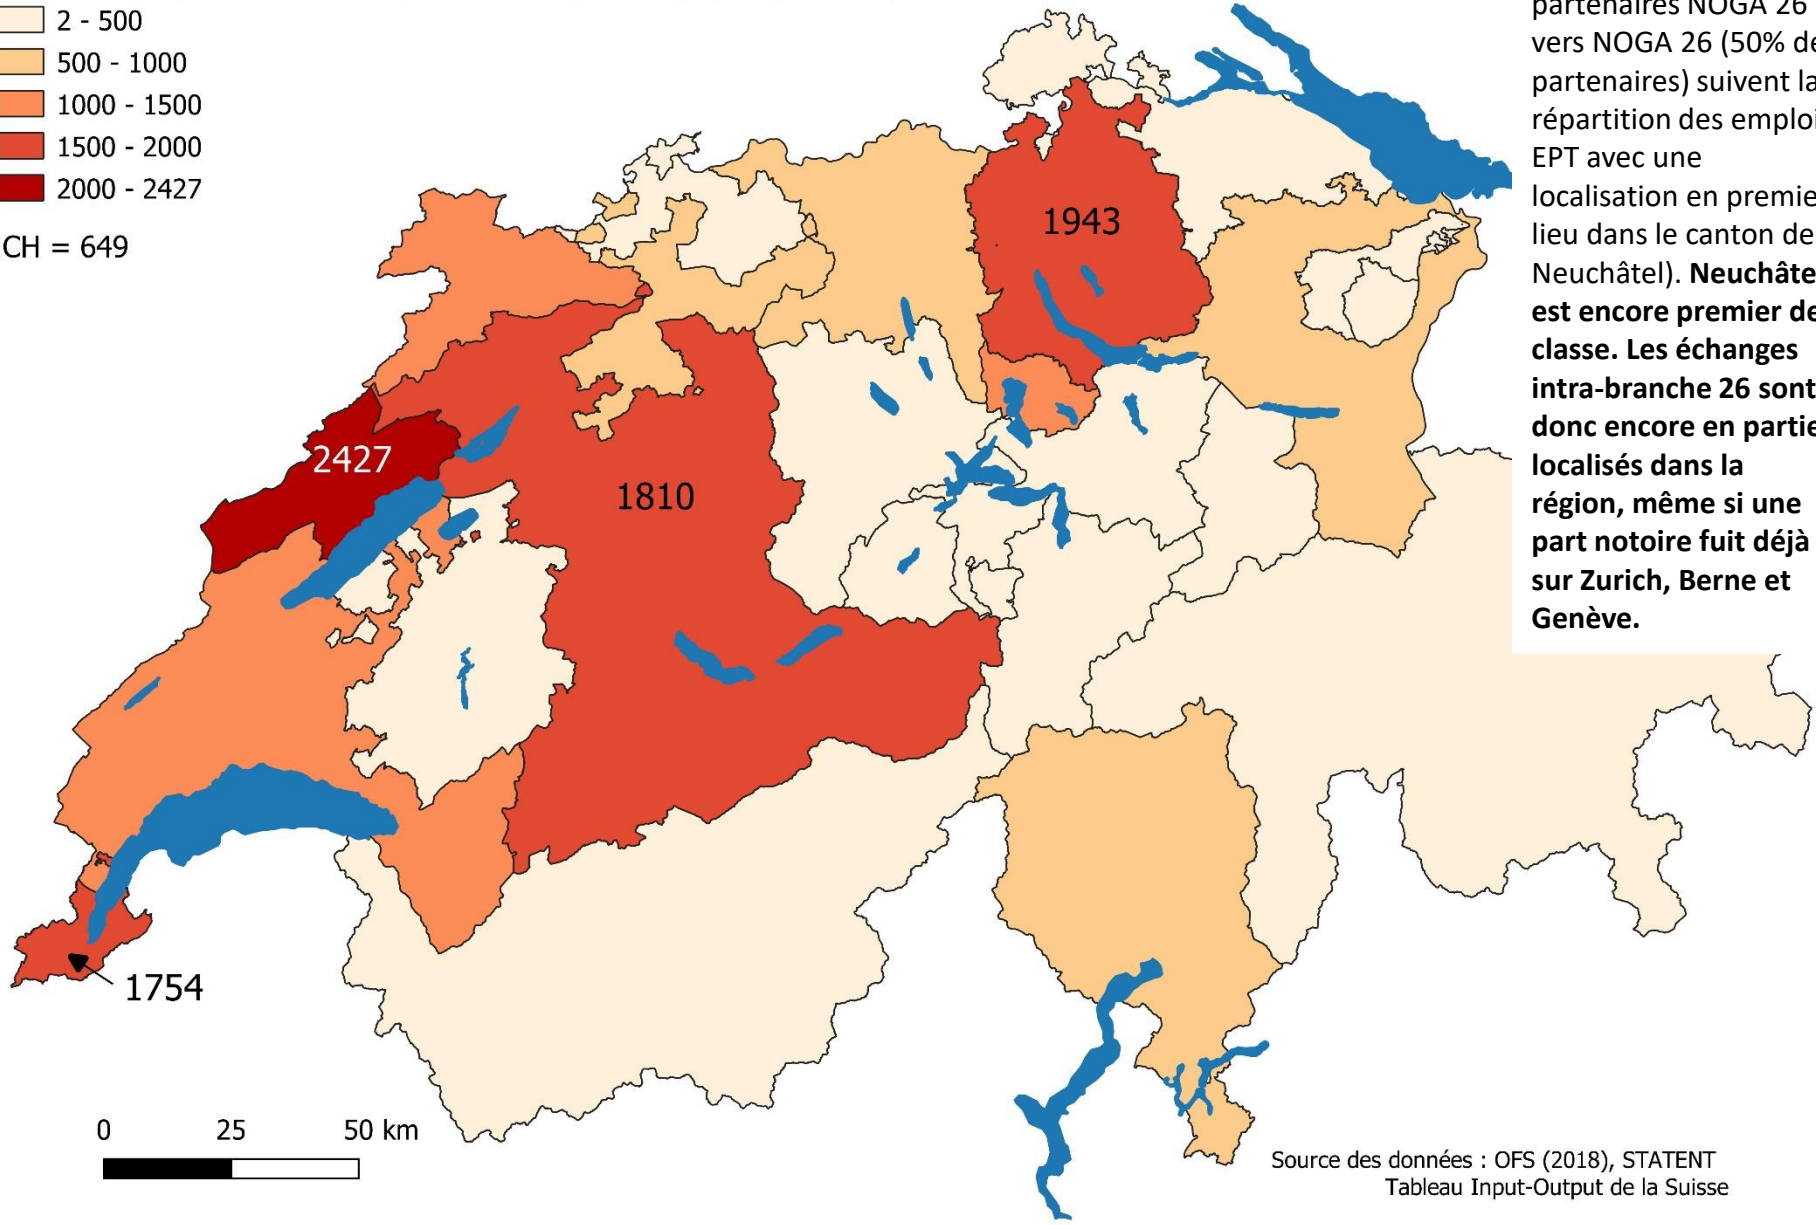 2 - 500
500 - 1000
1000 - 1500
1500 - 2000
2000 - 2427
CH = 649
1943
2427
1810
1754
0 25 50 km
Source des données : OFS (2018), STATENT
Tableau Input-Output de la Suisse
partenaires NOGA 26
vers NOGA 26 (50% de
partenaires) suivent la
répartition des emploi
EPT avec une
localisation en premie
lieu dans le canton de
Neuchâtel). Neuchâte
est encore premier de
classe. Les échanges
intra-branche 26 sont
donc encore en partie
localisés dans la
région, même si une
part notoire fuit déjà
sur Zurich, Berne et
Genève.